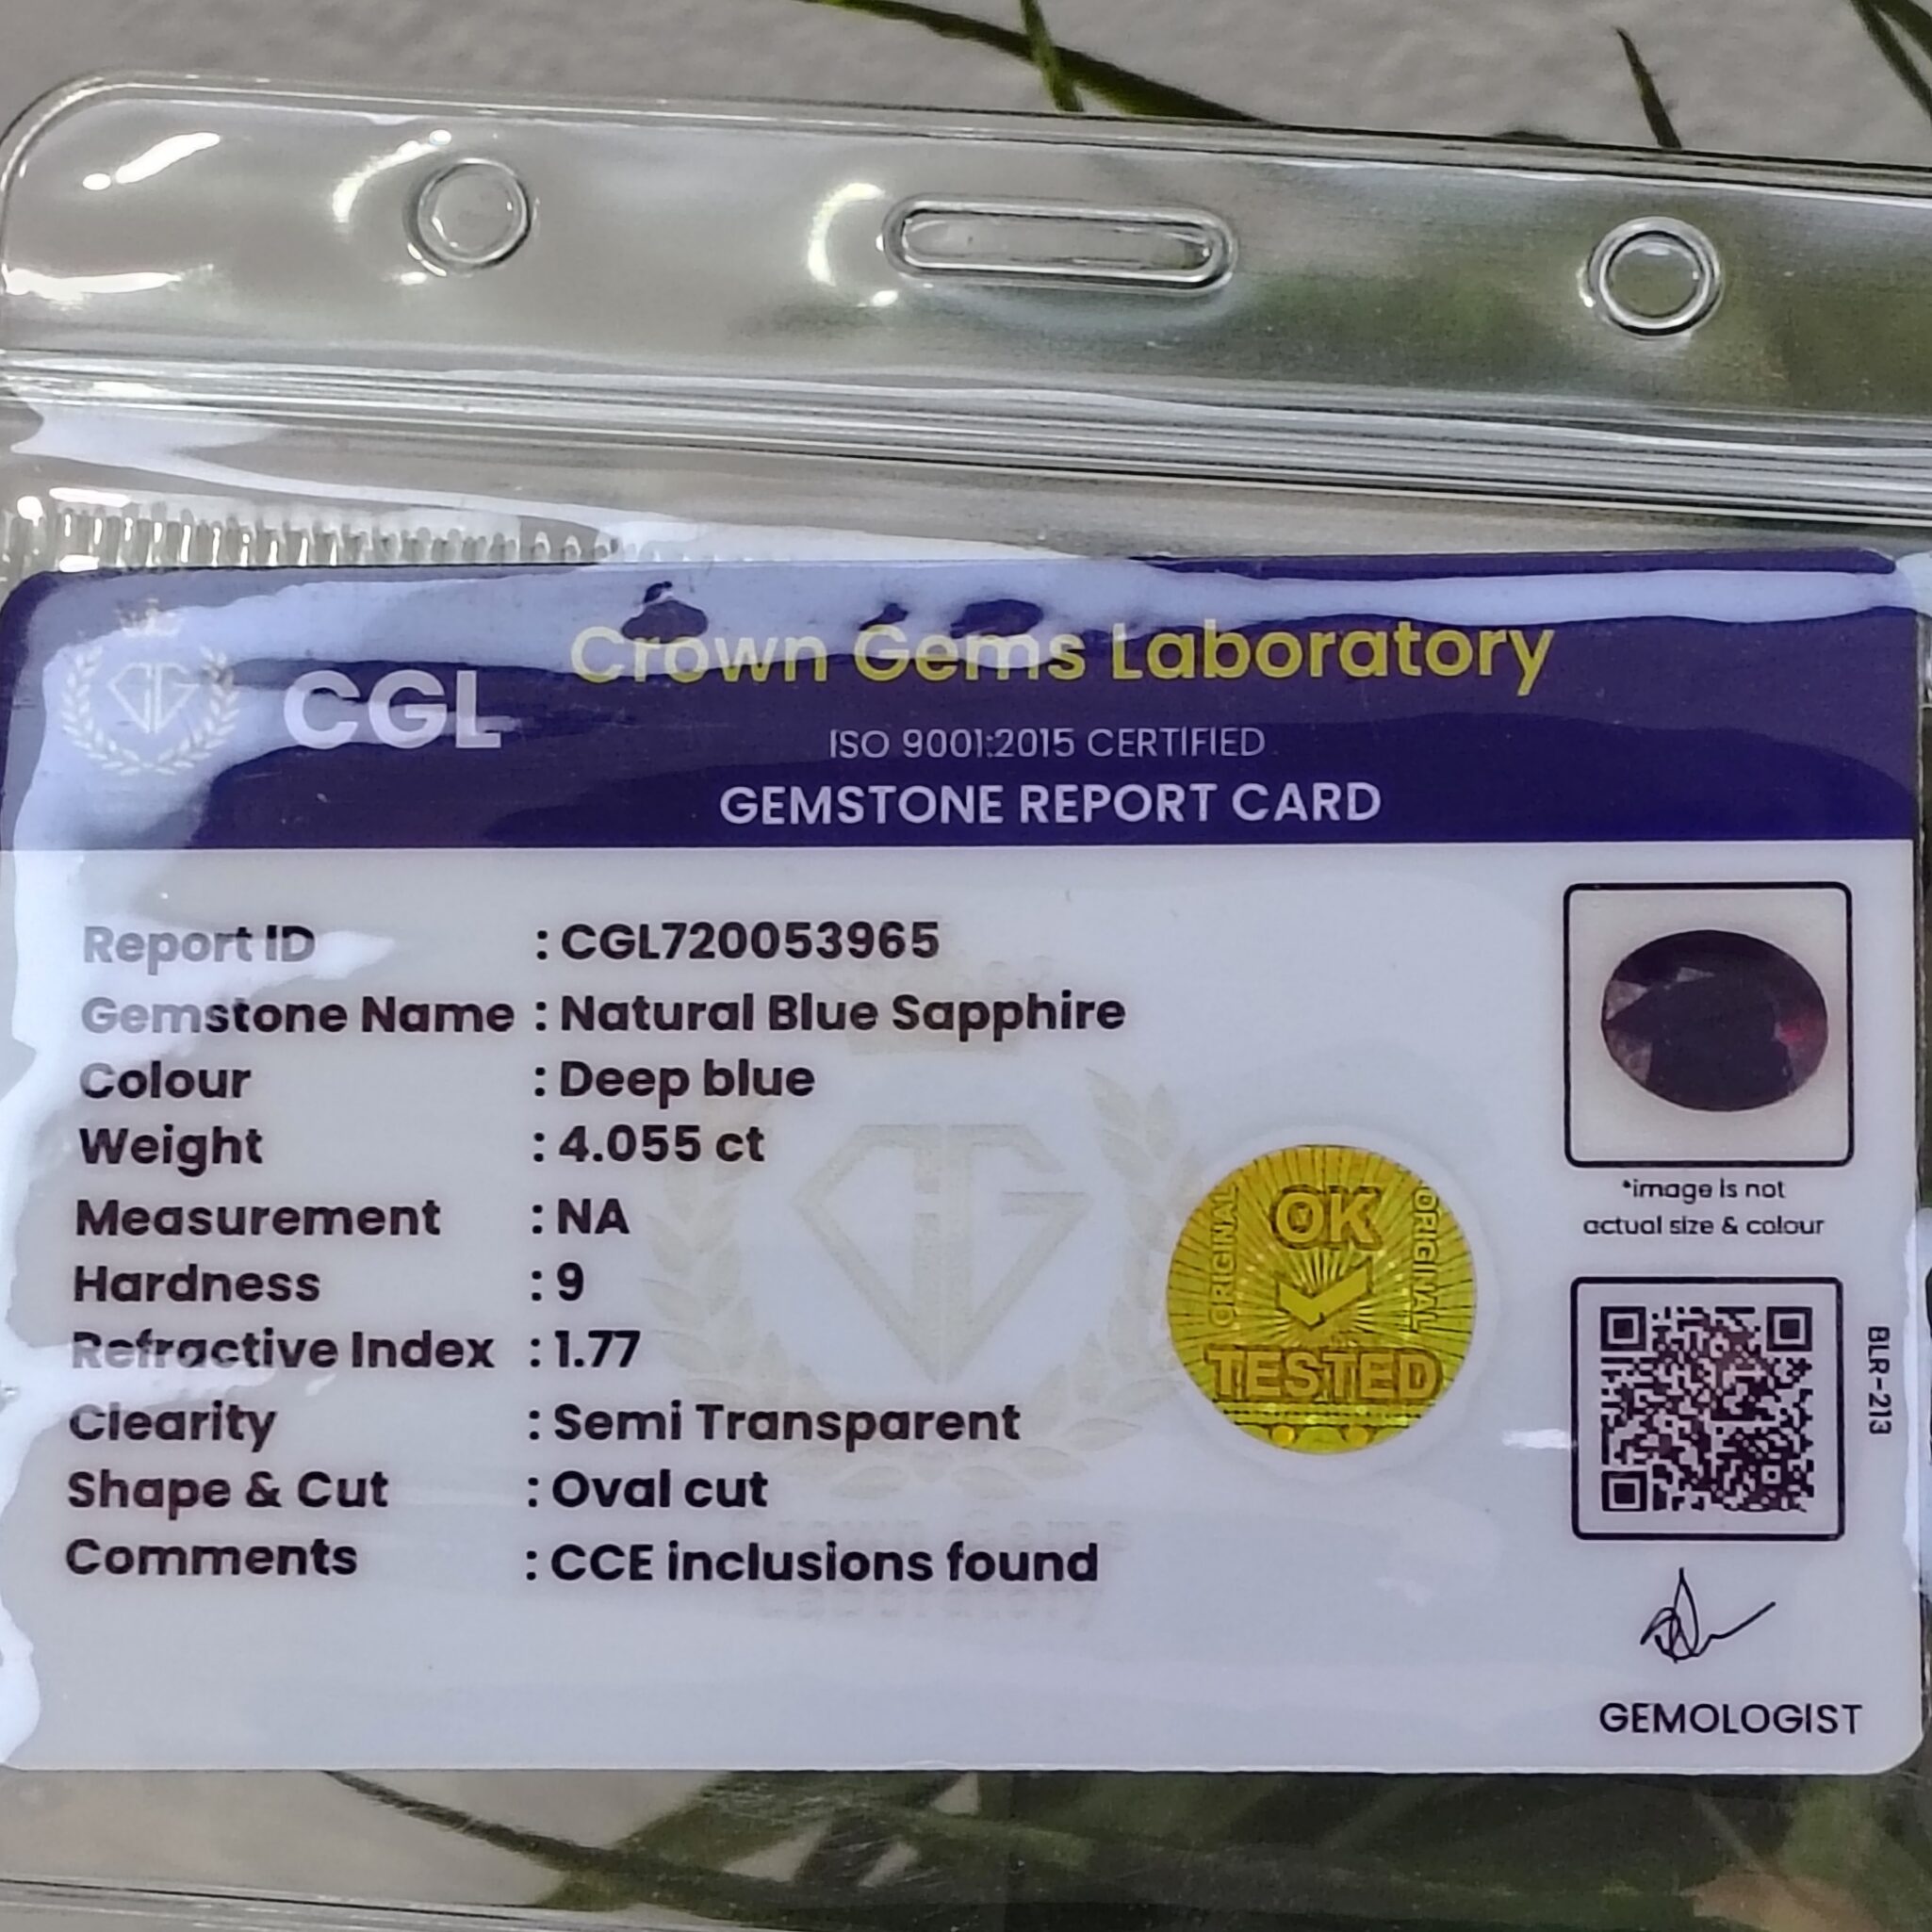 CGL
Crown Gems Laboratory
ISO 9001:2015 CERTIFIED
GEMSTONE REPORT CARD
Report ID : CGL720053965
Gemstone Name : Natural Blue Sapphire
Colour : Deep blue
Weight : 4.055 ct
Measurement : NA
Hardness : 9
Refractive Index : 1.77
Clearity : Semi Transparent
Shape & Cut : Oval cut
Comments : CCE inclusions found
OK
ORIGINAL
ORIGINAL
TESTED
*image is not
actual size & colour
BLR-213
GEMOLOGIST
Crown Gems
Laboratory